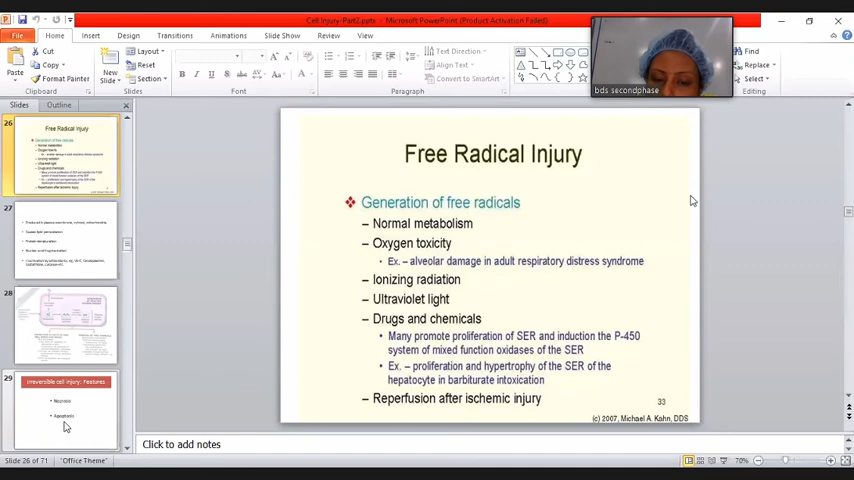 Cell Injury-Part2.pptx - Microsoft PowerPoint (Product Activation Failed)
File
Home
Insert
Design
Transitions
Animations
Slide Show
Review
View
Paste
Cut
Copy
Format Painter
Clipboard
New
Slide
Layout
Reset
Section
Slides
Font
Text Direction
Align Text
Convert to SmartArt
Paragraph
bds secondphase
Find
Replace
Select
Editing
Slides
Outline
26
Free Radical Injury
27
28
29
Irreversible cell injury: Features
Necrosis
Apoptosis
Free Radical Injury
❖ Generation of free radicals
– Normal metabolism
– Oxygen toxicity
• Ex. – alveolar damage in adult respiratory distress syndrome
– Ionizing radiation
– Ultraviolet light
– Drugs and chemicals
• Many promote proliferation of SER and induction the P-450
system of mixed function oxidases of the SER
• Ex. – proliferation and hypertrophy of the SER of the
hepatocyte in barbiturate intoxication
– Reperfusion after ischemic injury
33
(c) 2007, Michael A. Kahn, DDS
Click to add notes
Slide 26 of 71
"Office Theme"
70%